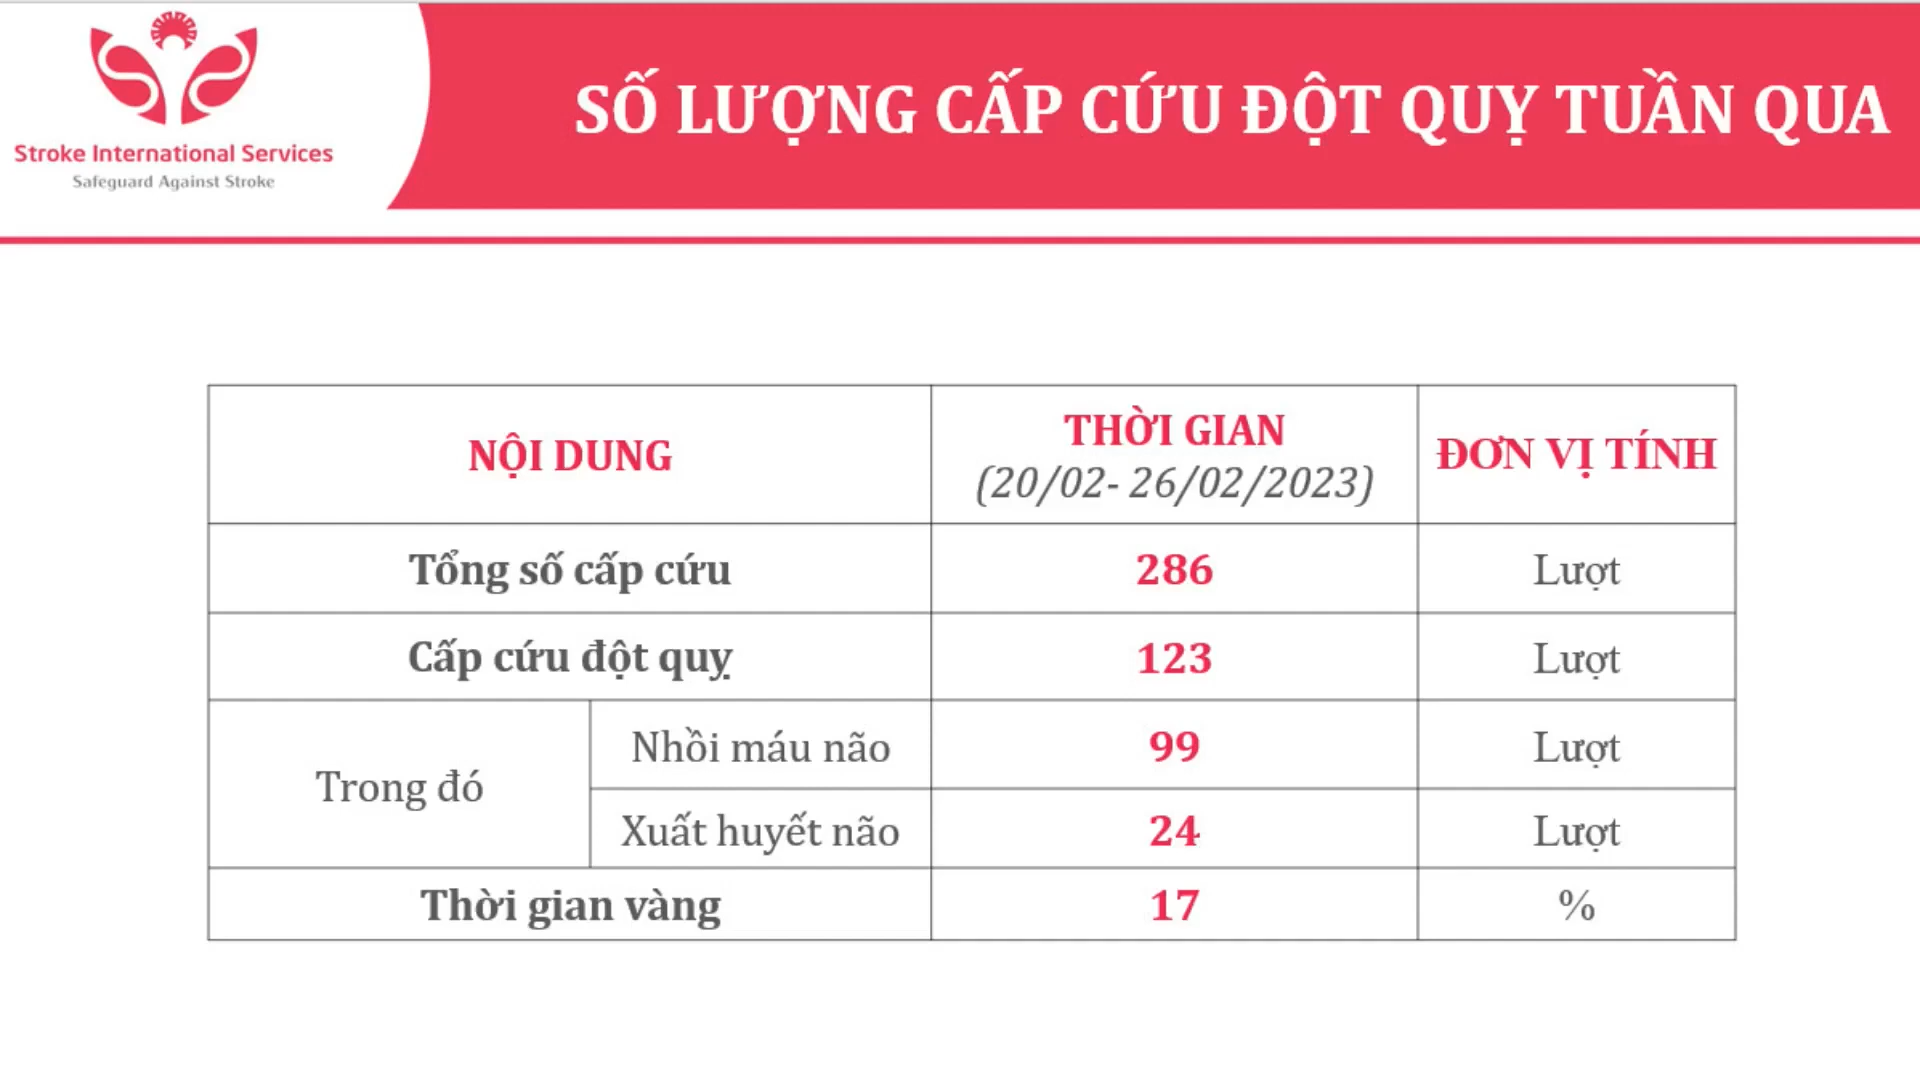 Stroke International Services
Safeguard Against Stroke
SỐ LƯỢNG CẤP CỨU ĐỘT QUỴ TUẦN QUA
NỘI DUNG
THỜI GIAN
(20/02- 26/02/2023)
ĐƠN VỊ TÍNH
Tổng số cấp cứu
286
Lượt
Cấp cứu đột quỵ
123
Lượt
Trong đó
Nhồi máu não
99
Lượt
Xuất huyết não
24
Lượt
Thời gian vàng
17
%